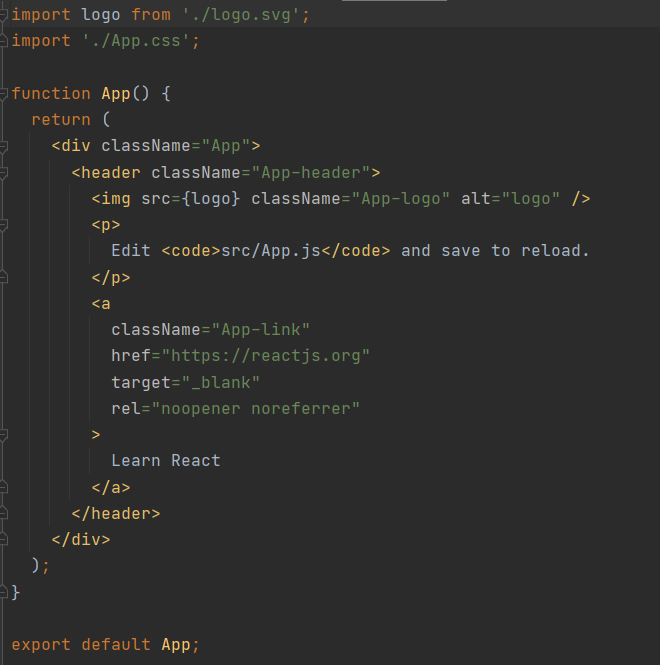 import logo from './logo.svg';
import './App.css';

function App() {
  return (
    <div className="App">
      <header className="App-header">
        <img src={logo} className="App-logo" alt="logo" />
        <p>
          Edit <code>src/App.js</code> and save to reload.
        </p>
        <a
          className="App-link"
          href="https://reactjs.org"
          target="_blank"
          rel="noopener noreferrer"
        >
          Learn React
        </a>
      </header>
    </div>
  );
}

export default App;